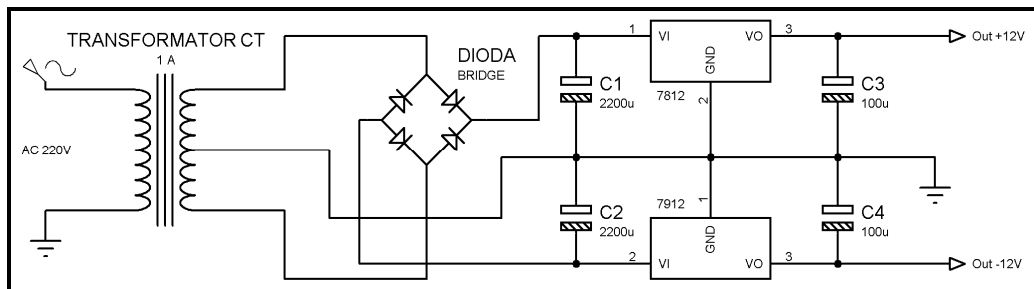 TRANSFORMATOR CT
1 A
AC 220V
DIODA
BRIDGE
C1
2200u
1
VI
VO
3
GND
7812
2
C3
100u
Out +12V
C2
2200u
7912
1
GND
2
VI
VO
3
C4
100u
Out -12V